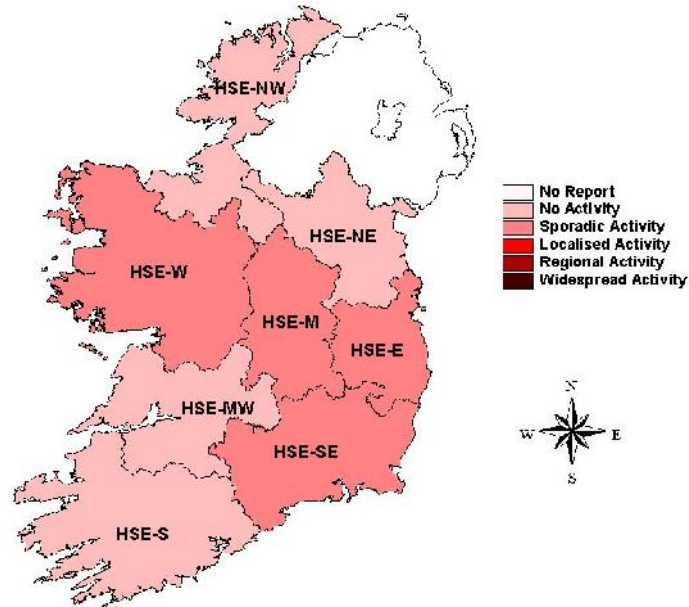 HSE-NW
No Report
No Activity
Sporadic Activity
Localised Activity
Regional Activity
Widespread Activity
HSE-NE
HSE-W
HSE-M
HSE-E
HSE-MW
HSE-SE
HSE-S
N
W
E
S